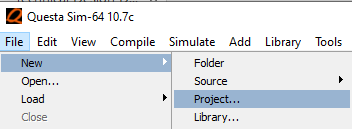 Questa Sim-64 10.7c
File Edit View Compile Simulate Add Library Tools
New Folder
Open... Source
Load Project...
Close Library...